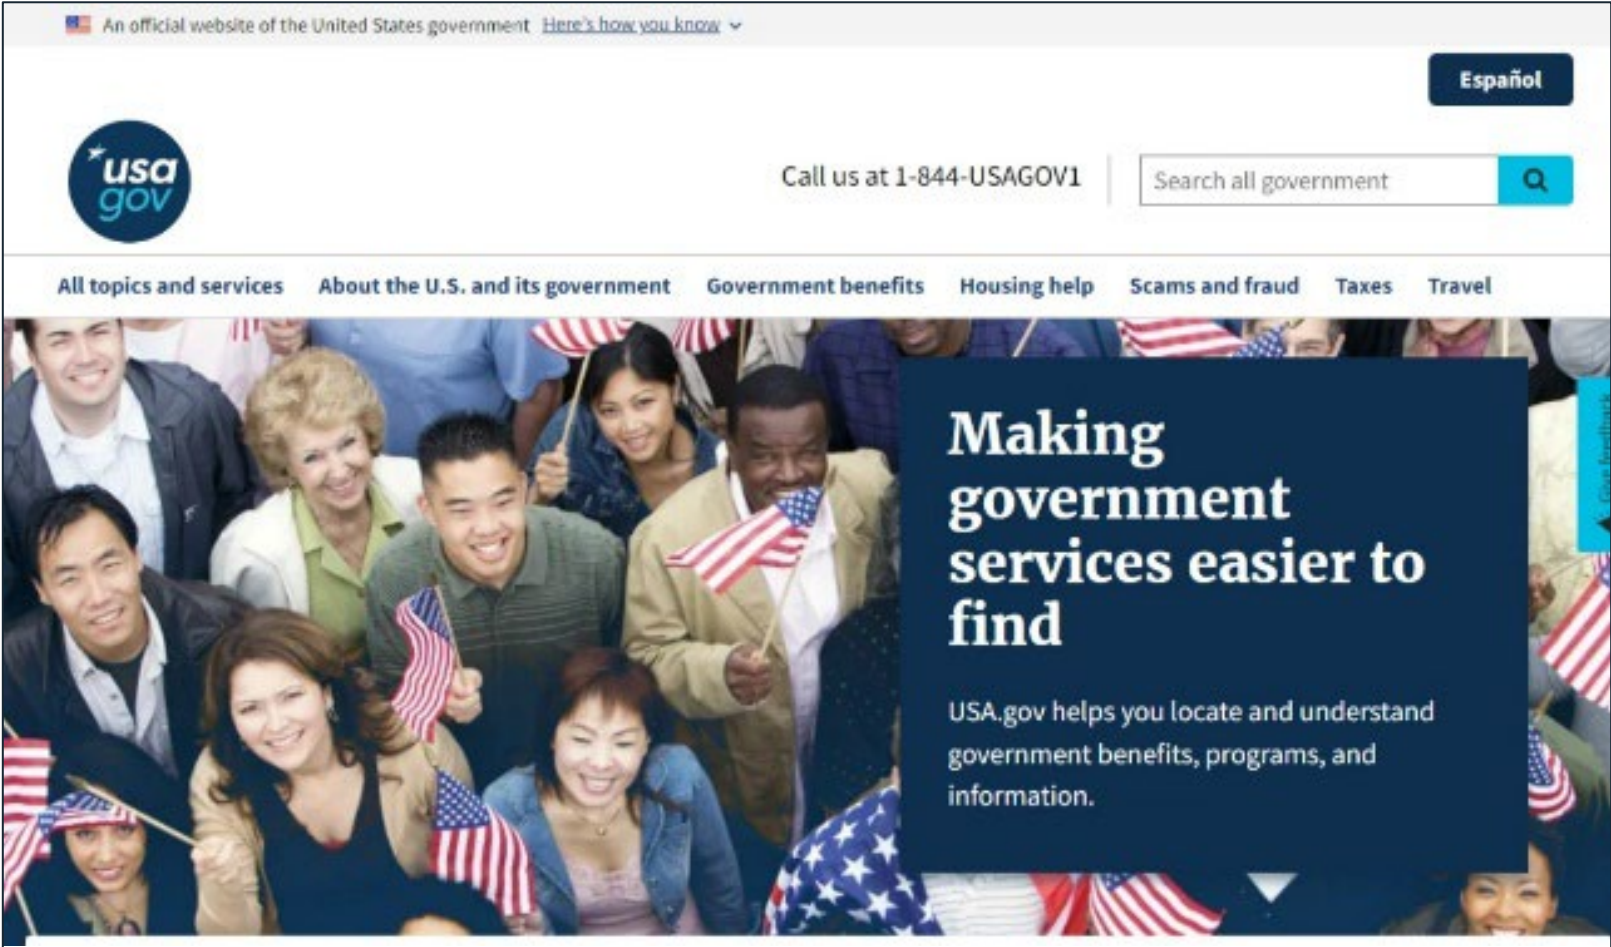 An official website of the United States government Here's how you know
Español
usa
gov
Call us at 1-844-USAGOV1
Search all government
All topics and services About the U.S. and its government Government benefits Housing help Scams and fraud Taxes Travel
Making
government
services easier to
find
USA.gov helps you locate and understand
government benefits, programs, and
information.
Give feedback